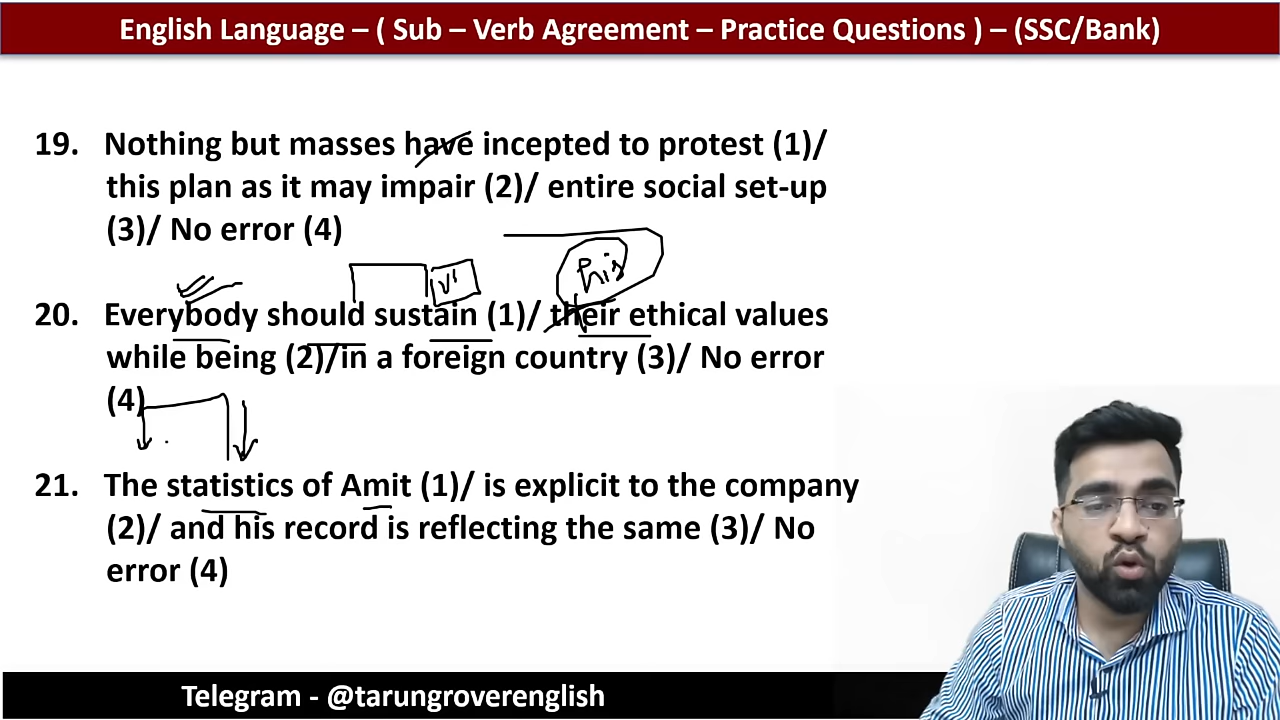 English Language – ( Sub – Verb Agreement – Practice Questions ) – (SSC/Bank)
19. Nothing but masses have incepted to protest (1)/
this plan as it may impair (2)/ entire social set-up
(3)/ No error (4)
his
V¹
20. Everybody should sustain (1)/ their ethical values
while being (2)/in a foreign country (3)/ No error
(4)
21. The statistics of Amit (1)/ is explicit to the company
(2)/ and his record is reflecting the same (3)/ No
error (4)
Telegram - @tarungroverenglish